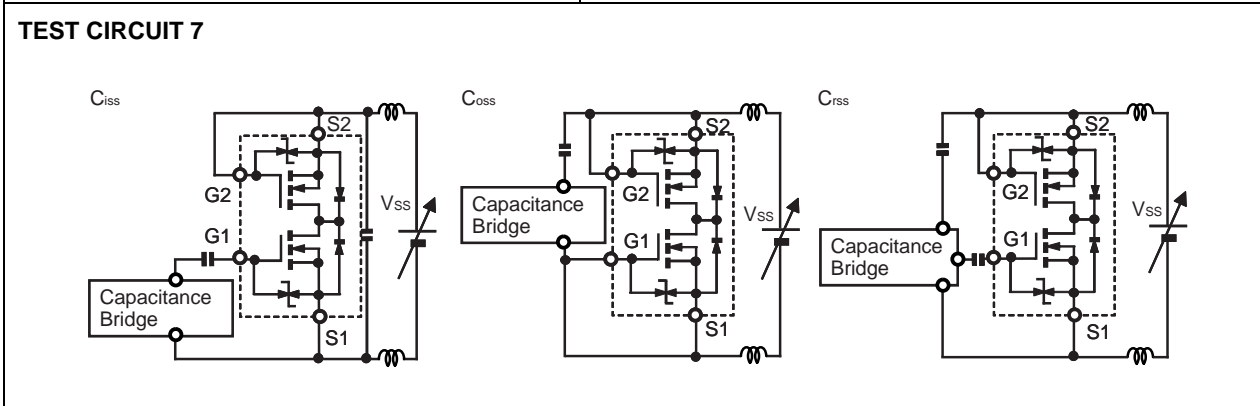 TEST CIRCUIT 7
Ciss
S2
G2
G1
VSS
Capacitance
Bridge
S1
Coss
S2
G2
Capacitance
Bridge
G1
VSS
S1
Crss
S2
G2
G1
VSS
Capacitance
Bridge
S1